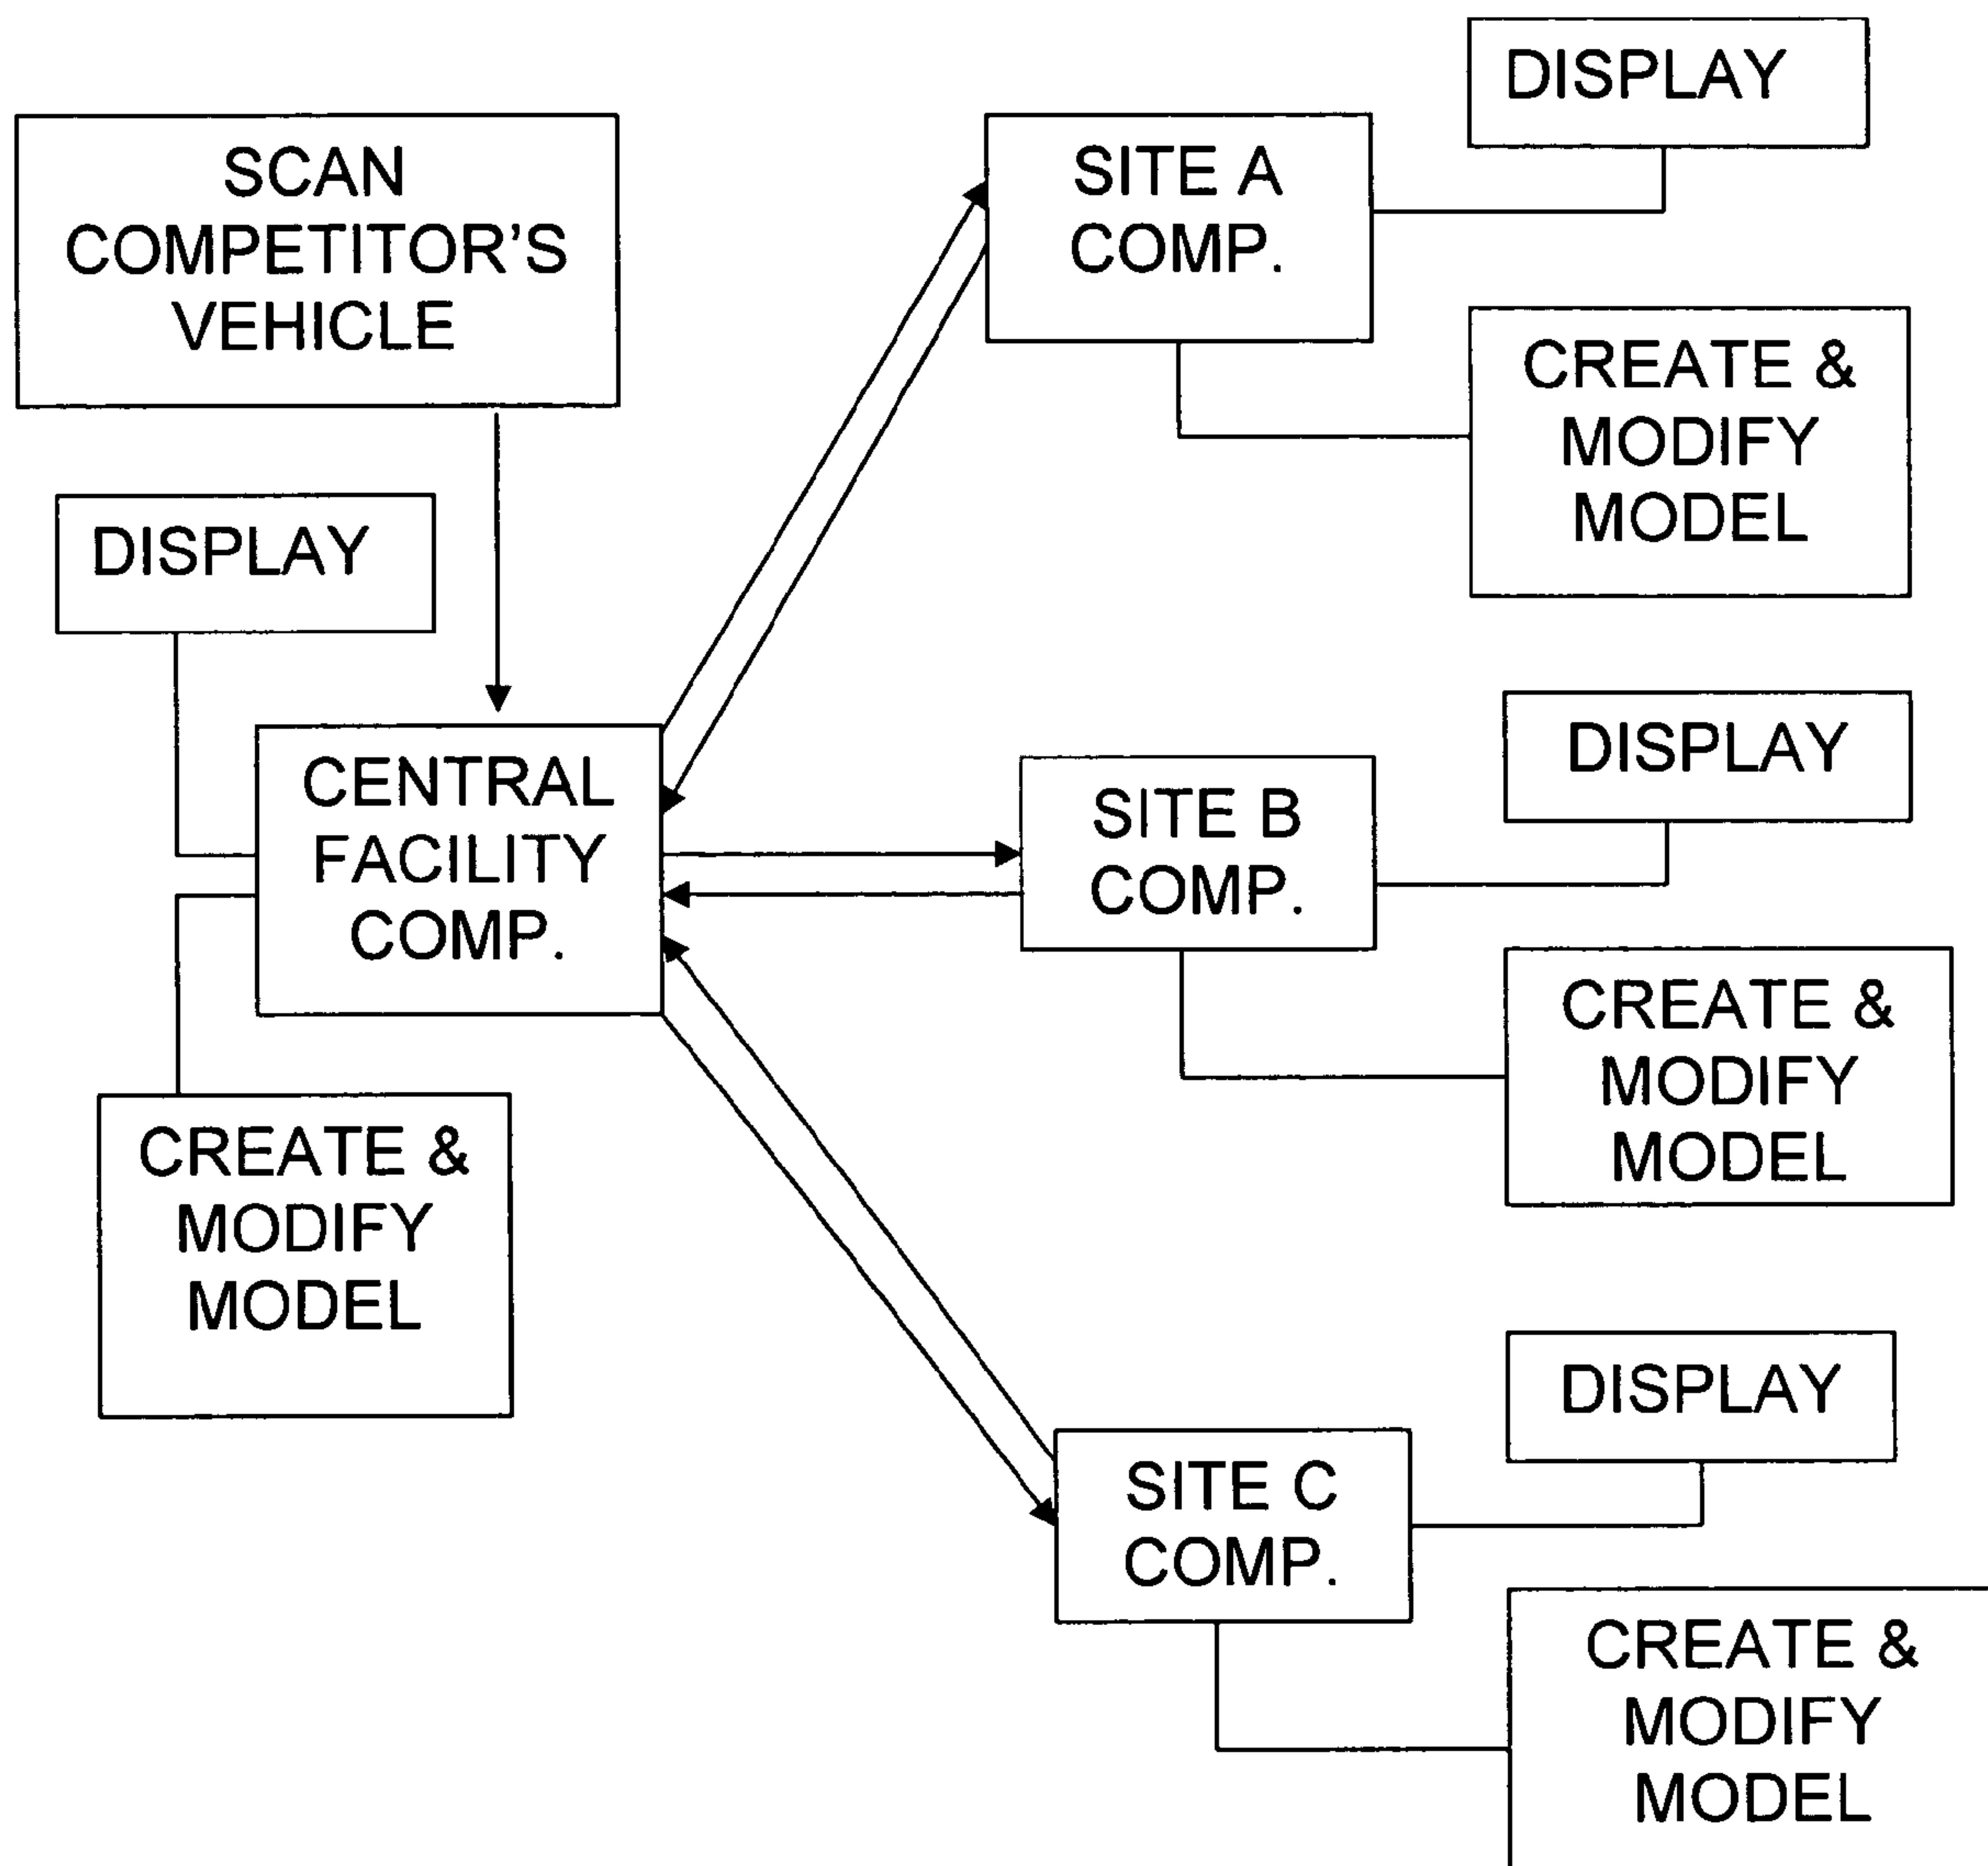 SCAN
COMPETITOR'S
VEHICLE
DISPLAY
CENTRAL
FACILITY
COMP.
CREATE &
MODIFY
MODEL
SITE A
COMP.
DISPLAY
CREATE &
MODIFY
MODEL
SITE B
COMP.
DISPLAY
CREATE &
MODIFY
MODEL
SITE C
COMP.
DISPLAY
CREATE &
MODIFY
MODEL